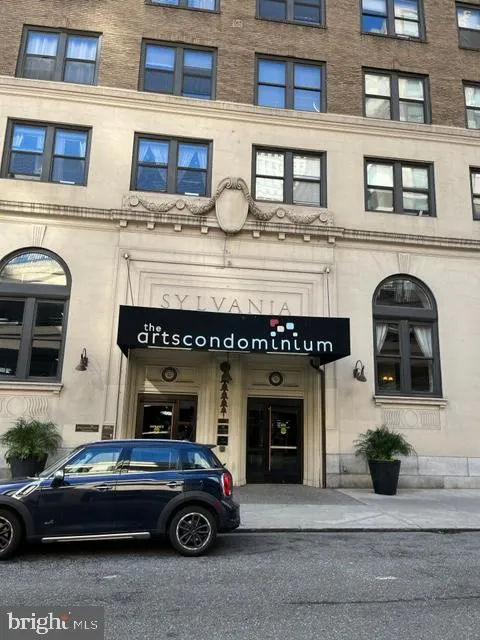 SYLVANIA
the
artscondominium
bright MLS